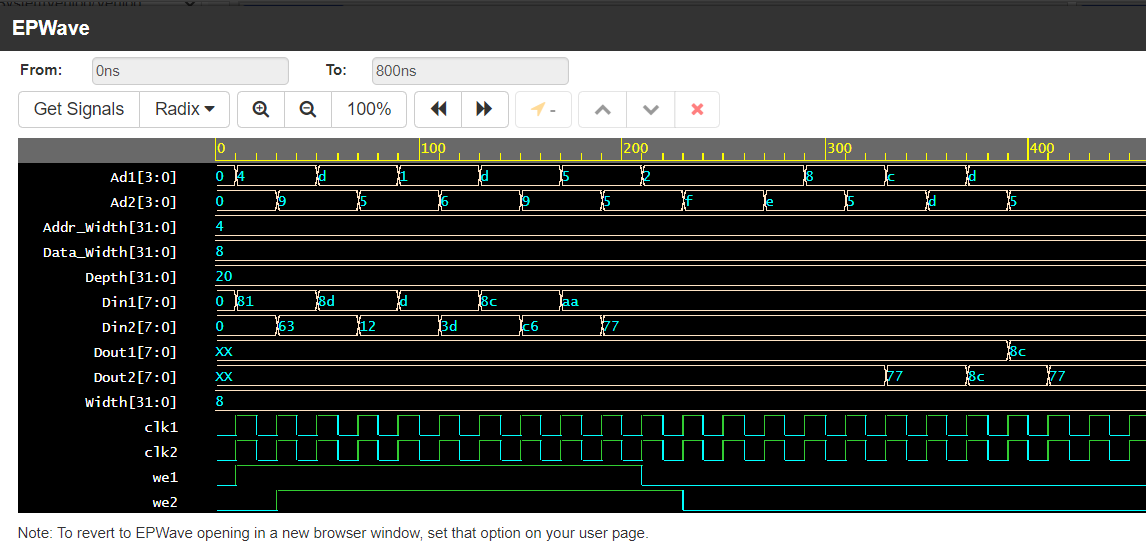 EPWave
From: 0ns To: 800ns
Get Signals Radix 100% -
0 100 200 300 400
Ad1[3:0] 0 4 d 1 d 5 2 8 c d
Ad2[3:0] 0 9 5 6 9 5 f e 5 d 5
Addr_Width[31:0] 4
Data_Width[31:0] 8
Depth[31:0] 20
Din1[7:0] 0 81 8d d 8c aa
Din2[7:0] 0 63 12 3d c6 77
Dout1[7:0] XX 8c
Dout2[7:0] XX 77 8c 77
Width[31:0] 8
clk1
clk2
we1
we2
Note: To revert to EPWave opening in a new browser window, set that option on your user page.